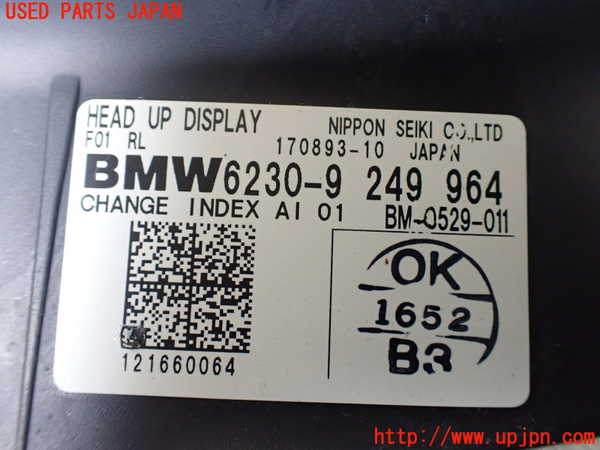 USED PARTS JAPAN
HEAD UP DISPLAY NIPPON SEIKI CO.,LTD
F01 RL 170893-10 JAPAN
BMW6230-9 249 964
CHANGE INDEX AI 01 BM-0529-011
OK
1652
B3
121660064
http://www.upjpn.com/